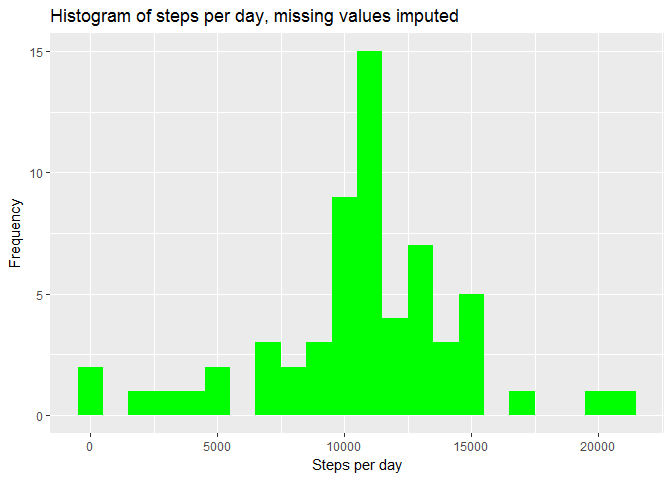 Histogram of steps per day, missing values imputed
15
10
5
0
Frequency
0 5000 10000 15000 20000
Steps per day